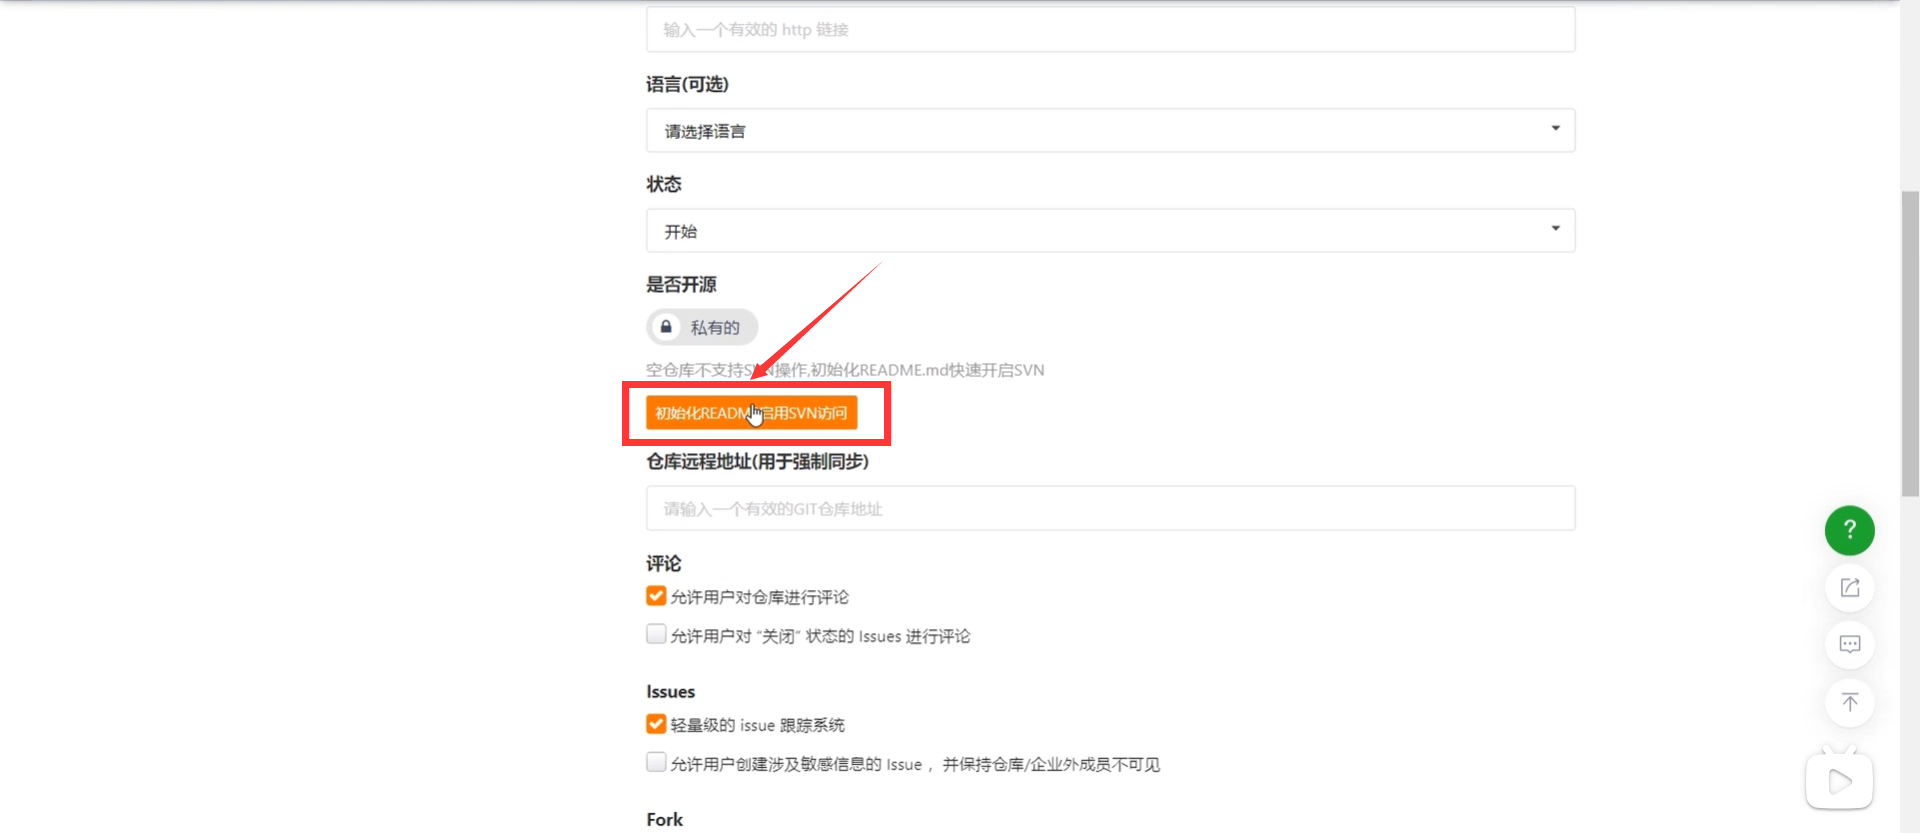 输入一个有效的 http 链接
语言(可选)
请选择语言
状态
开始
是否开源
私有的
空仓库不支持SVN操作,初始化README.md快速开启SVN
初始化READM 启用SVN访问
仓库远程地址(用于强制同步)
请输入一个有效的GIT仓库地址
评论
允许用户对仓库进行评论
允许用户对 “关闭” 状态的 Issues 进行评论
Issues
轻量级的 issue 跟踪系统
允许用户创建涉及敏感信息的 Issue ，并保持仓库/企业外成员不可见
Fork
?